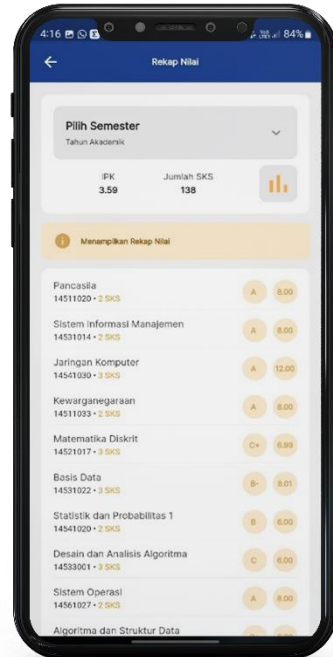 4:16 84%
Rekap Nilai
Pilih Semester
Tahun Akademik
IPK Jumlah SKS
3.59 138
Menampilkan Rekap Nilai
Pancasila
14511020 • 2 SKS A 8.00
Sistem Informasi Manajemen
14531014 • 2 SKS A 8.00
Jaringan Komputer
14541030 • 3 SKS A 12.00
Kewarganegaraan
14511033 • 2 SKS A 8.00
Matematika Diskrit
14521017 • 3 SKS C+ 6.99
Basis Data
14531022 • 3 SKS B- 8.01
Statistik dan Probabilitas 1
14541020 • 2 SKS B 6.00
Desain dan Analisis Algoritma
14533001 • 3 SKS C 6.00
Sistem Operasi
14561027 • 2 SKS A 8.00
Algoritma dan Struktur Data